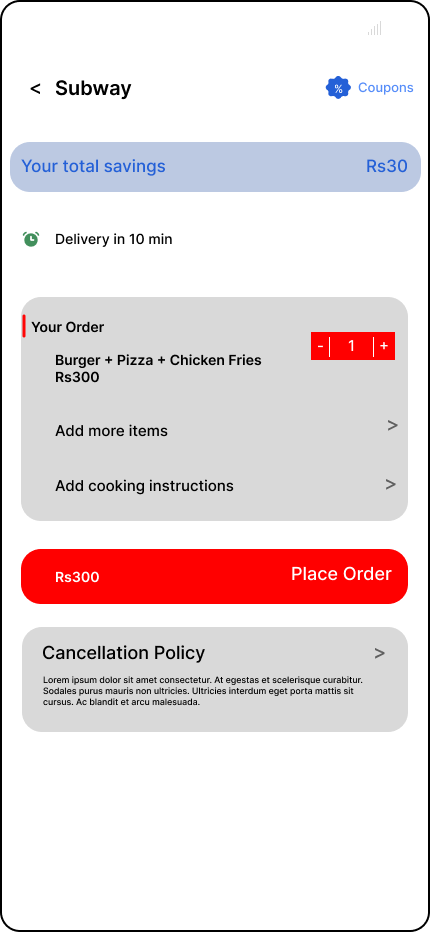 < Subway
% Coupons
Your total savings Rs30
Delivery in 10 min
Your Order
Burger + Pizza + Chicken Fries
Rs300
- 1 +
Add more items >
Add cooking instructions >
Rs300 Place Order
Cancellation Policy >
Lorem ipsum dolor sit amet consectetur. At egestas et scelerisque curabitur.
Sodales purus mauris non ultricies. Ultricies interdum eget porta mattis sit
cursus. Ac blandit et arcu malesuada.